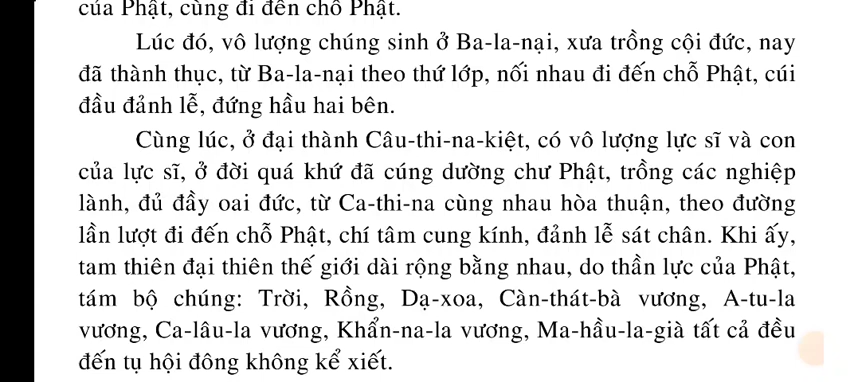 của Phật, cùng đi đến chỗ Phật.
Lúc đó, vô lượng chúng sinh ở Ba-la-nại, xưa trồng cội đức, nay
đã thành thục, từ Ba-la-nại theo thứ lớp, nối nhau đi đến chỗ Phật, cúi
đầu đảnh lễ, đứng hầu hai bên.
Cùng lúc, ở đại thành Câu-thi-na-kiệt, có vô lượng lực sĩ và con
của lực sĩ, ở đời quá khứ đã cúng dường chư Phật, trồng các nghiệp
lành, đủ đầy oai đức, từ Ca-thi-na cùng nhau hòa thuận, theo đường
lần lượt đi đến chỗ Phật, chí tâm cung kính, đảnh lễ sát chân. Khi ấy,
tam thiên đại thiên thế giới dài rộng bằng nhau, do thần lực của Phật,
tám bộ chúng: Trời, Rồng, Dạ-xoa, Càn-thát-bà vương, A-tu-la
vương, Ca-lâu-la vương, Khẩn-na-la vương, Ma-hầu-la-già tất cả đều
đến tụ hội đông không kể xiết.